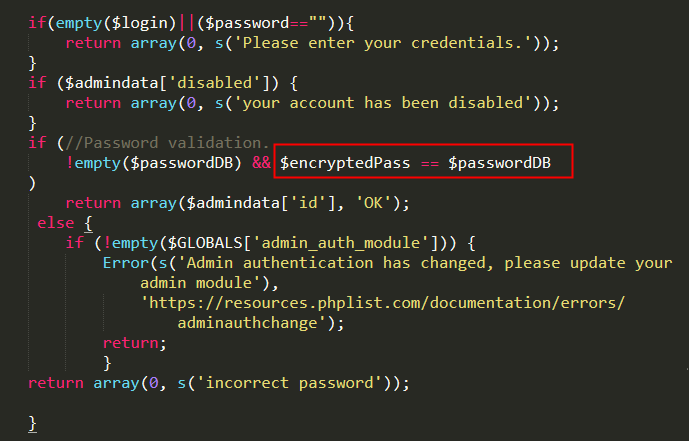 if(empty($login)||($password=="")){
return array(0, s('Please enter your credentials.'));
}
if ($admindata['disabled']) {
return array(0, s('your account has been disabled'));
}
if (//Password validation.
!empty($passwordDB) && $encryptedPass == $passwordDB
)
return array($admindata['id'], 'OK');
else {
if (!empty($GLOBALS['admin_auth_module'])) {
Error(s('Admin authentication has changed, please update your
admin module'),
'https://resources.phplist.com/documentation/errors/
adminauthchange');
return;
}
return array(0, s('incorrect password'));
}